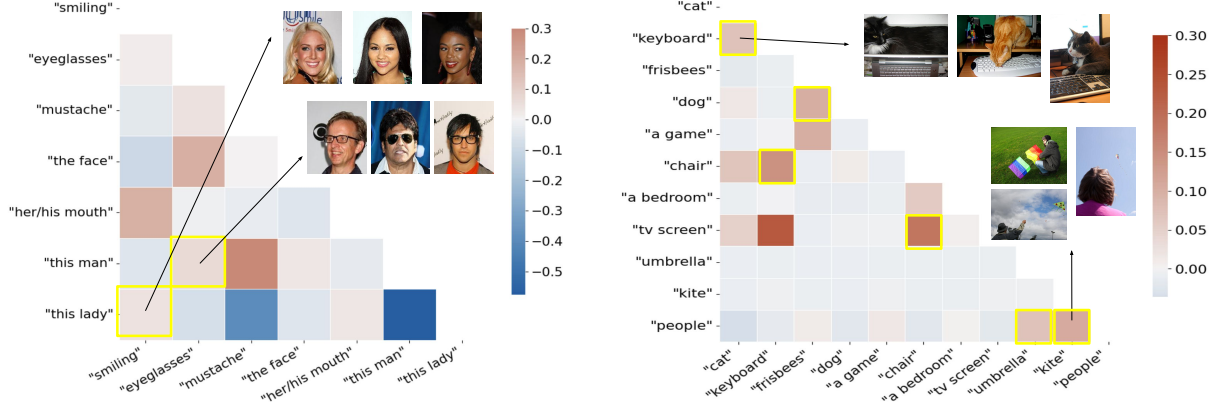 "smiling"
"eyeglasses"
"mustache"
"the face"
"her/his mouth"
"this man"
"this lady"
"smiling"
"eyeglasses"
"mustache"
"the face"
"her/his mouth"
"this man"
"this lady"
0.3
0.2
0.1
0.0
−0.1
−0.2
−0.3
−0.4
−0.5
"cat"
"keyboard"
"frisbees"
"dog"
"a game"
"chair"
"a bedroom"
"tv screen"
"umbrella"
"kite"
"people"
"cat"
"keyboard"
"frisbees"
"dog"
"a game"
"chair"
"a bedroom"
"tv screen"
"umbrella"
"kite"
"people"
0.30
0.25
0.20
0.15
0.10
0.05
0.00